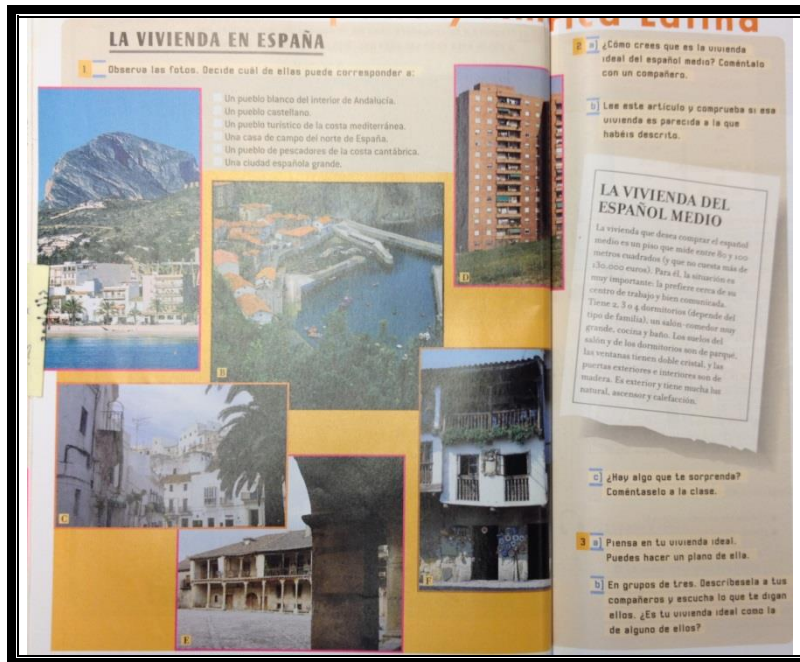 LA VIVIENDA EN ESPAÑA
1 Observa las fotos. Decide cuál de ellas puede corresponder a:
Un pueblo blanco del interior de Andalucía.
Un pueblo castellano.
Un pueblo turístico de la costa mediterránea.
Una casa de campo del norte de España.
Un pueblo de pescadores de la costa cantábrica.
Una ciudad española grande.
B
C
D
E
F
Latina
2 a ¿Cómo crees que es la vivienda
ideal del español medio? Coméntalo
con un compañero.
b Lee este artículo y comprueba si esa
vivienda es parecida a la que
habéis descrito.
LA VIVIENDA DEL
ESPAÑOL MEDIO
La vivienda que desea comprar el español
medio es un piso que mide entre 80 y 100
metros cuadrados (y que no cuesta más de
130.000 euros). Para él, la situación es
muy importante: la prefiere cerca de su
centro de trabajo y bien comunicada.
Tiene 2, 3 o 4 dormitorios (depende del
tipo de familia), un salón-comedor muy
grande, cocina y baño. Los suelos del
salón y de los dormitorios son de parqué,
las ventanas tienen doble cristal, y las
puertas exteriores e interiores son de
madera. Es exterior y tiene mucha luz
natural, ascensor y calefacción.
c ¿Hay algo que te sorprenda?
Coméntaselo a la clase.
3 a Piensa en tu vivienda ideal.
Puedes hacer un plano de ella.
b En grupos de tres. Descríbesela a tus
compañeros y escucha lo que te digan
ellos. ¿Es tu vivienda ideal como la
de alguno de ellos?